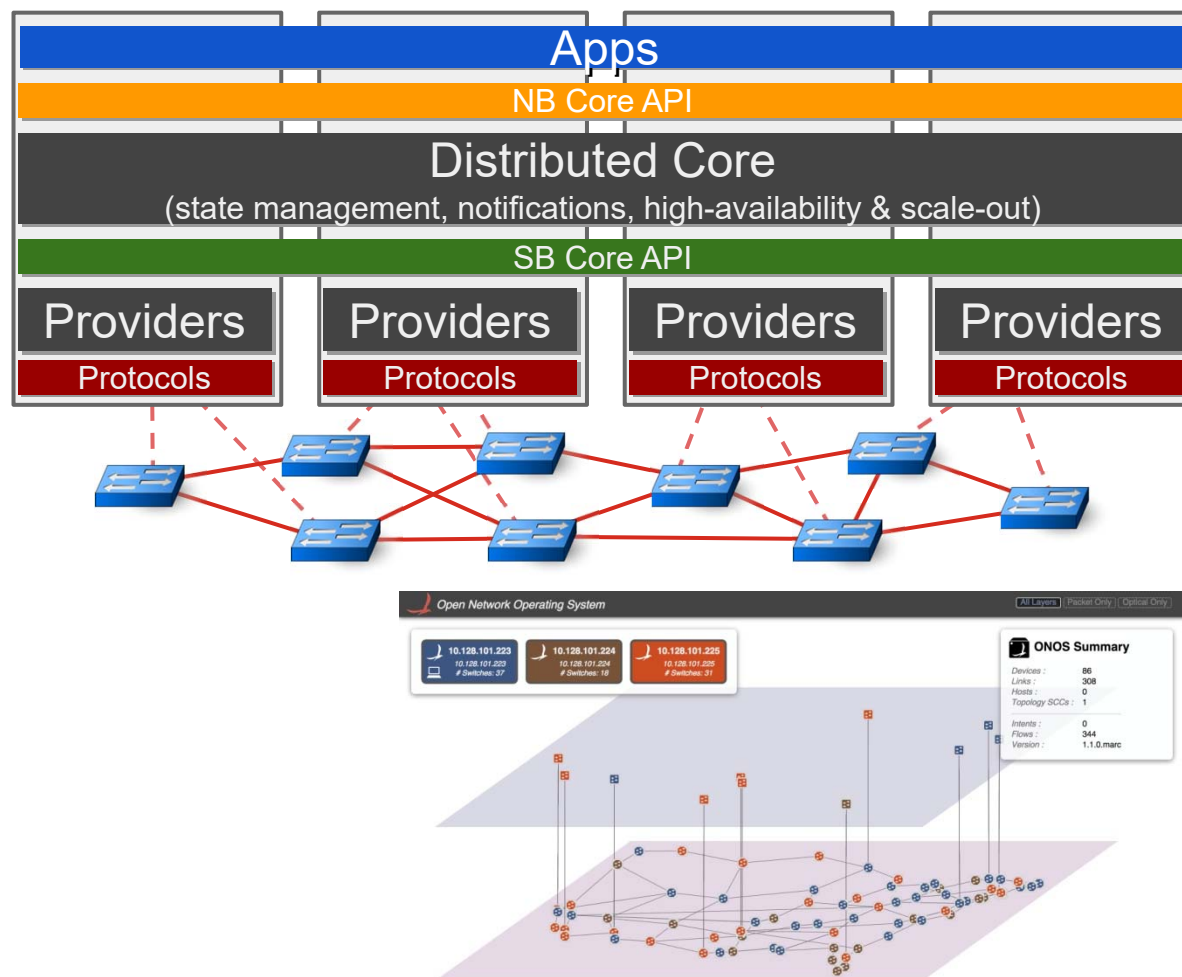 Apps
NB Core API
Distributed Core
(state management, notifications, high-availability & scale-out)
SB Core API
Providers
Providers
Providers
Providers
Protocols
Protocols
Protocols
Protocols
Open Network Operating System
All Layers
Packet Only
Optical Only
10.128.101.223
10.128.101.223
# Switches: 37
10.128.101.224
10.128.101.224
# Switches: 18
10.128.101.225
10.128.101.225
# Switches: 31
ONOS Summary
Devices : 86
Links : 308
Hosts : 0
Topology SCCs : 1
Intents : 0
Flows : 344
Version : 1.1.0.marc